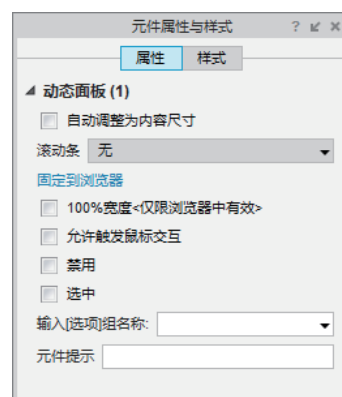 元件属性与样式 ?
属性 样式
动态面板 (1)
自动调整为内容尺寸
滚动条 无
固定到浏览器
100%宽度<仅限浏览器中有效>
允许触发鼠标交互
禁用
选中
输入[选项]组名称:
元件提示